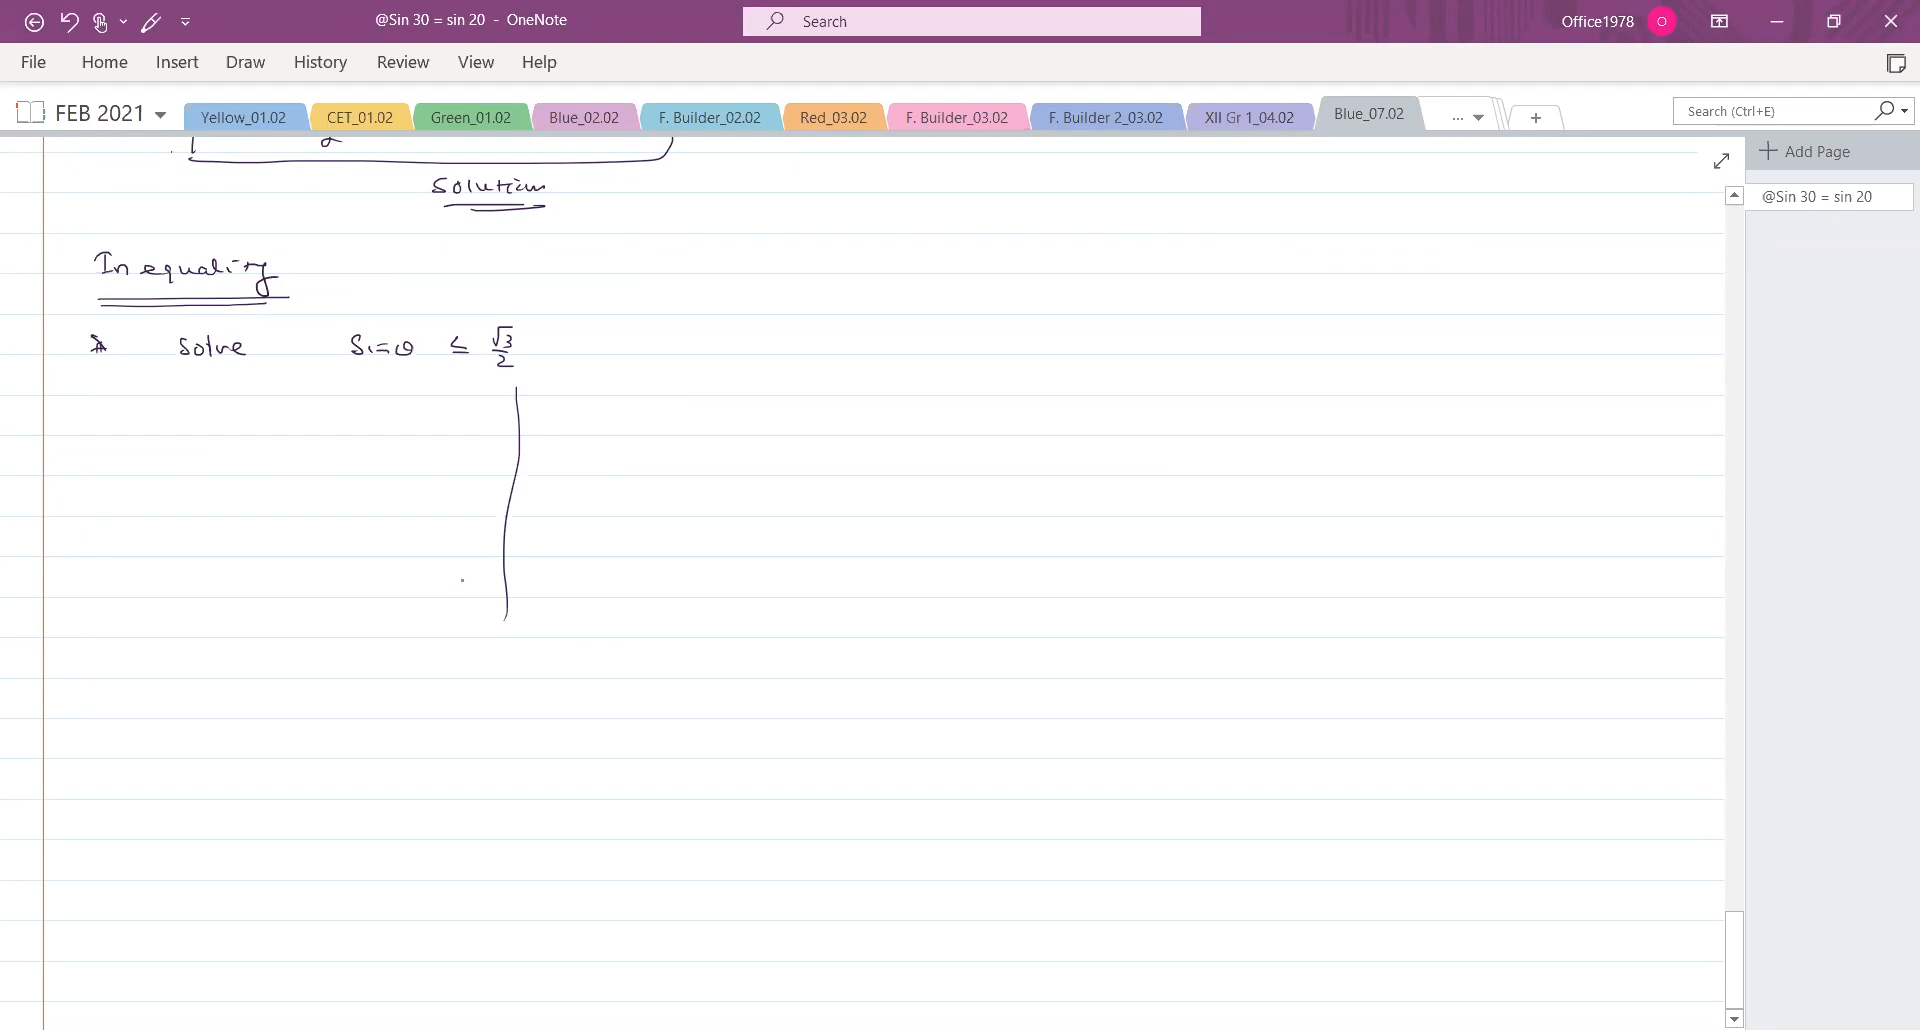 @Sin 30 = sin 20 - OneNote
Search
Office1978
O
File Home Insert Draw History Review View Help
FEB 2021
Yellow_01.02 CET_01.02 Green_01.02 Blue_02.02 F. Builder_02.02 Red_03.02 F. Builder_03.02 F. Builder 2_03.02 XII Gr 1_04.02 Blue_07.02 ... +
Search (Ctrl+E)
Add Page
@Sin 30 = sin 20
Solution
Inequality
Solve Sinθ ≤ √3/2